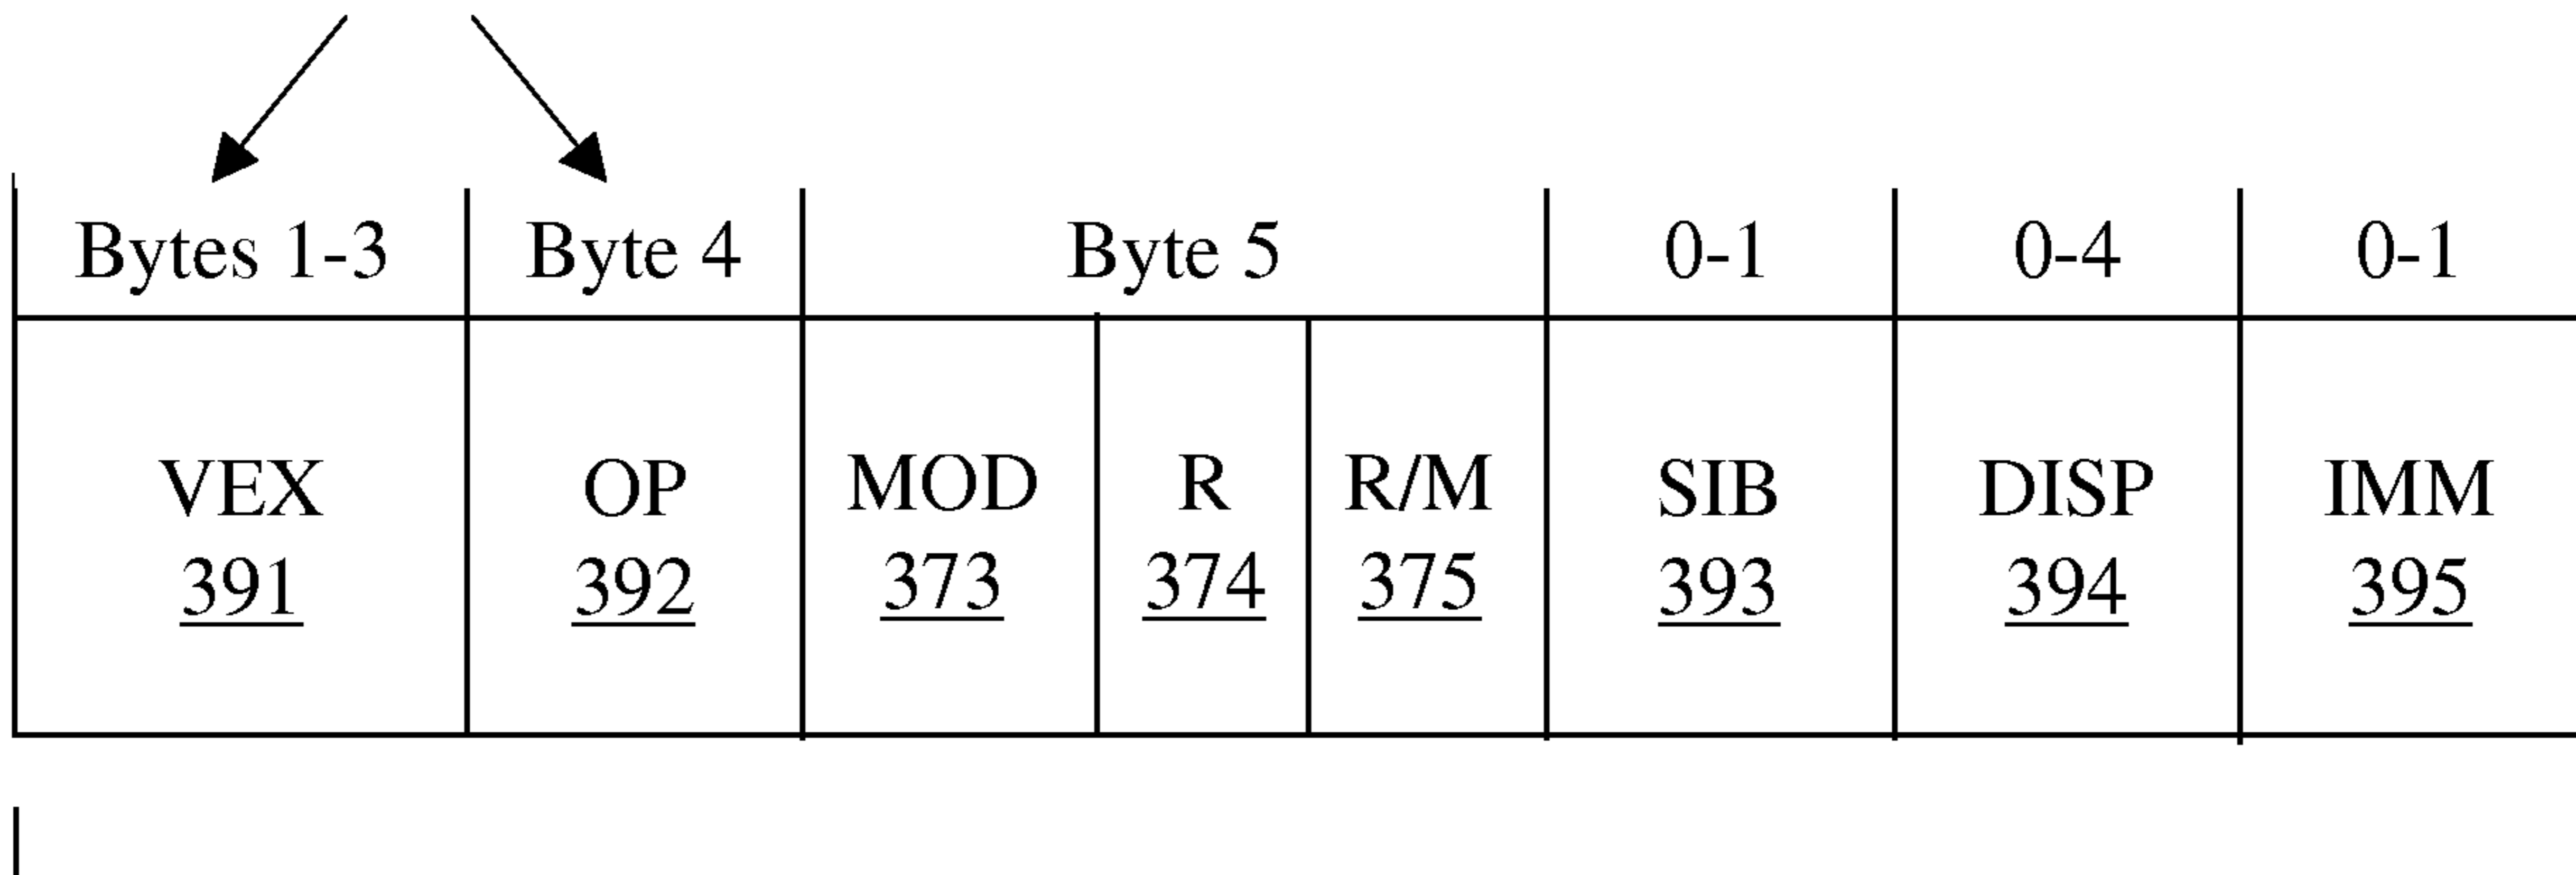 Bytes 1-3 Byte 4 Byte 5 0-1 0-4 0-1
VEX OP MOD R R/M SIB DISP IMM
391 392 373 374 375 393 394 395